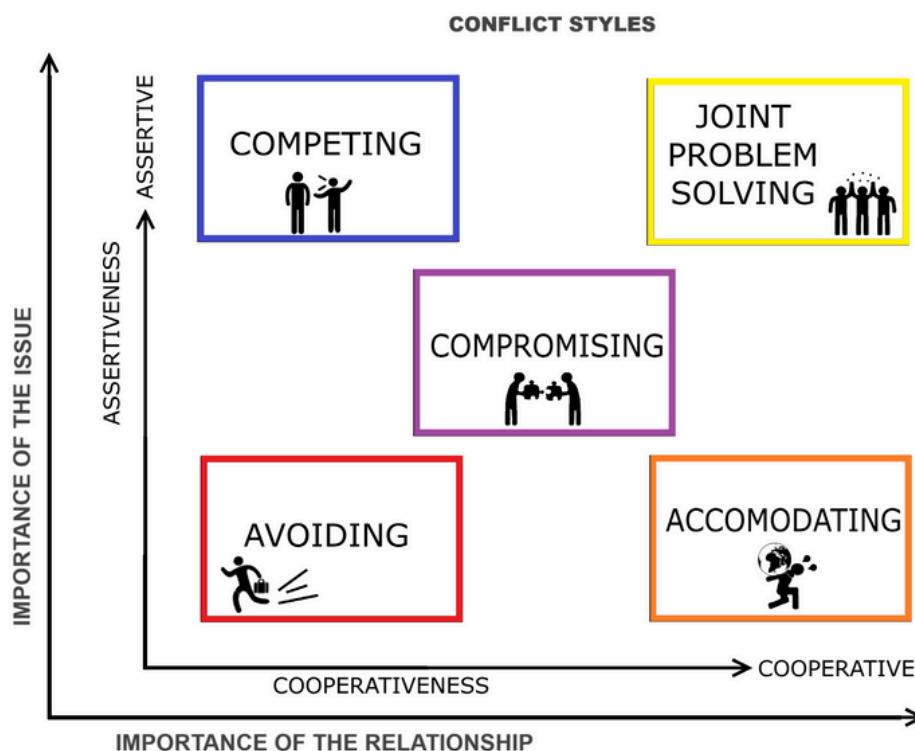 CONFLICT STYLES
IMPORTANCE OF THE ISSUE
ASSERTIVENESS
ASSERTIVE
COMPETING
JOINT
PROBLEM
SOLVING
COMPROMISING
AVOIDING
ACCOMODATING
COOPERATIVENESS
COOPERATIVE
IMPORTANCE OF THE RELATIONSHIP